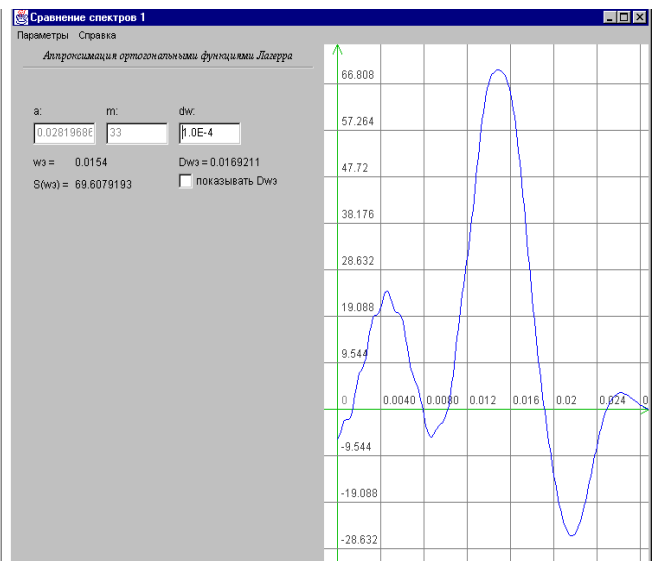 Сравнение спектров 1
Параметры Справка
Аппроксимация ортогональными функциями Лагерра
a: m: dw:
0.02819686 33 1.0E-4
wэ = 0.0154 Dwэ = 0.0169211
S(wэ) = 69.6079193 показывать Dwэ
66.808
57.264
47.72
38.176
28.632
19.088
9.544
0 0.0040 0.0080 0.012 0.016 0.02 0.024 0
-9.544
-19.088
-28.632